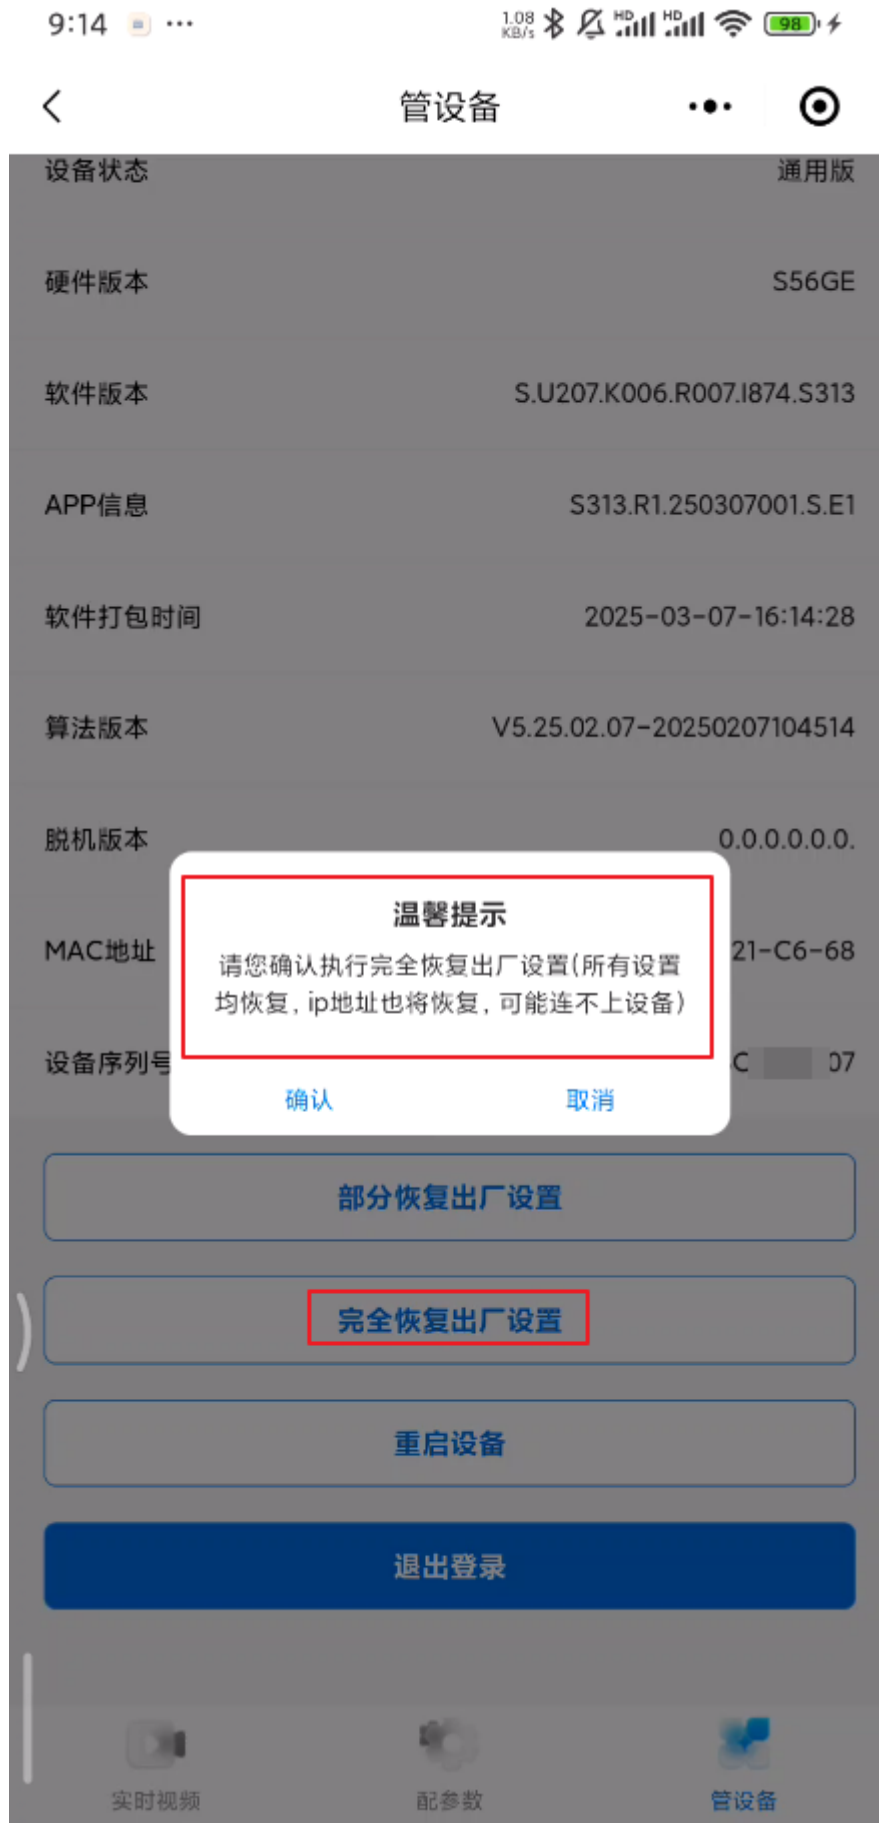 9:14
1.08
KB/s
HD
HD
98
管设备
设备状态 通用版
硬件版本 S56GE
软件版本 S.U207.K006.R007.I874.S313
APP信息 S313.R1.250307001.S.E1
软件打包时间 2025-03-07-16:14:28
算法版本 V5.25.02.07-20250207104514
脱机版本 0.0.0.0.0.0.
MAC地址 21-C6-68
设备序列号 C 07
温馨提示
请您确认执行完全恢复出厂设置(所有设置
均恢复, ip地址也将恢复, 可能连不上设备)
确认 取消
部分恢复出厂设置
完全恢复出厂设置
重启设备
退出登录
实时视频 配参数 管设备